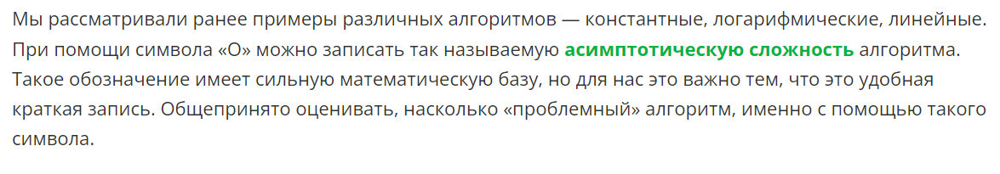 Мы рассматривали ранее примеры различных алгоритмов — константные, логарифмические, линейные.
При помощи символа «O» можно записать так называемую асимптотическую сложность алгоритма.
Такое обозначение имеет сильную математическую базу, но для нас это важно тем, что это удобная
краткая запись. Общепринято оценивать, насколько «проблемный» алгоритм, именно с помощью такого
символа.